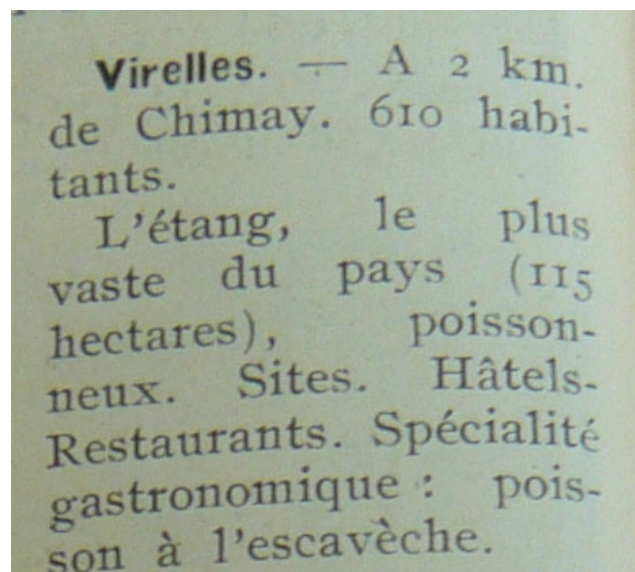 Virelles. — A 2 km.
de Chimay. 610 habi-
tants.
L'étang, le plus
vaste du pays (115
hectares), poisson-
neux. Sites. Hâtels-
Restaurants. Spécialité
gastronomique : pois-
son à l'escavèche.